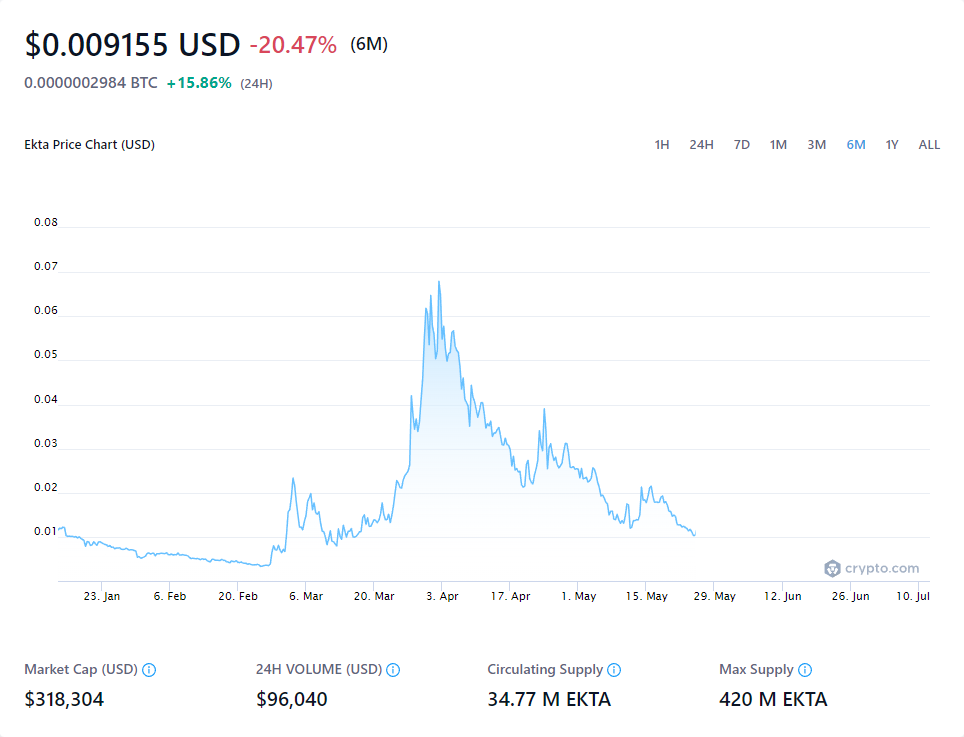 $0.009155 USD -20.47% (6M)
0.0000002984 BTC +15.86% (24H)
Ekta Price Chart (USD) 1H 24H 7D 1M 3M 6M 1Y ALL
0.08
0.07
0.06
0.05
0.04
0.03
0.02
0.01
crypto.com
23. Jan 6. Feb 20. Feb 6. Mar 20. Mar 3. Apr 17. Apr 1. May 15. May 29. May 12. Jun 26. Jun 10. Jul
Market Cap (USD) 24H VOLUME (USD) Circulating Supply Max Supply
$318,304 $96,040 34.77 M EKTA 420 M EKTA